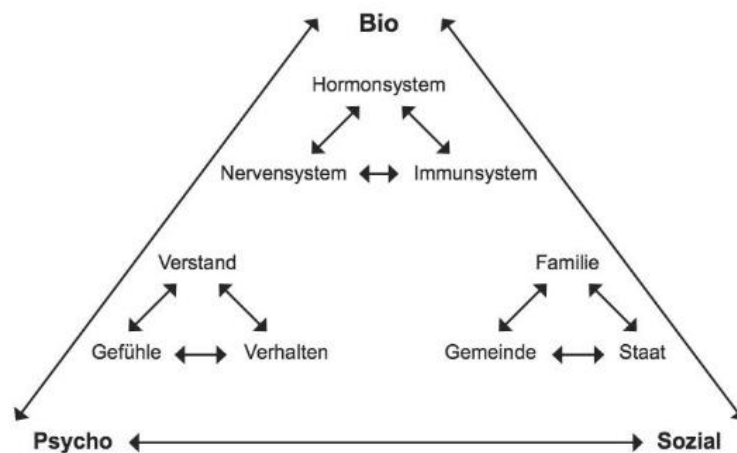 Bio
Hormonsystem
Nervensystem Immunsystem
Verstand Familie
Gefühle Verhalten Gemeinde Staat
Psycho Sozial